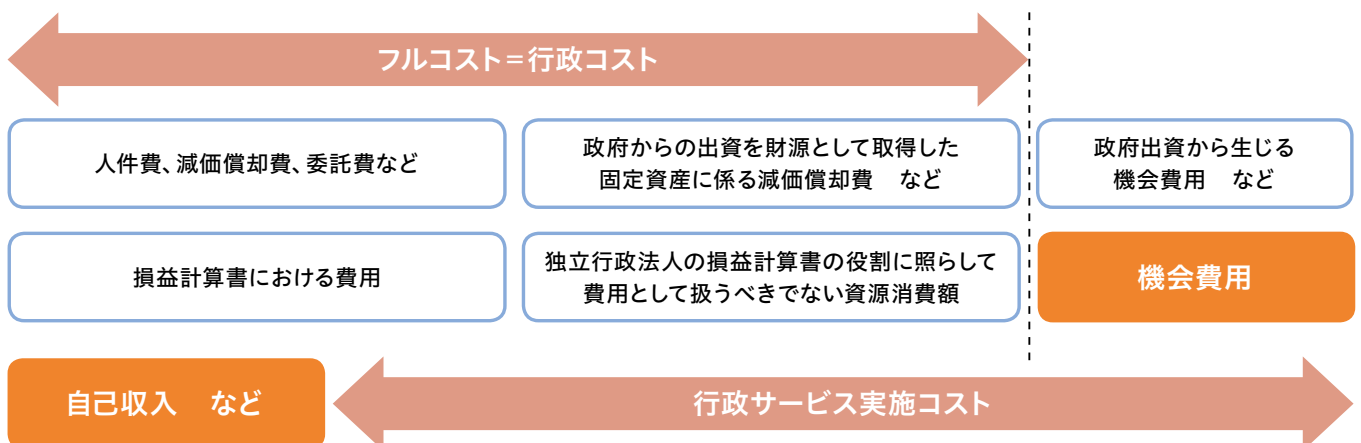 フルコスト＝行政コスト
人件費、減価償却費、委託費など
政府からの出資を財源として取得した
固定資産に係る減価償却費　など
政府出資から生じる
機会費用　など
損益計算書における費用
独立行政法人の損益計算書の役割に照らして
費用として扱うべきでない資源消費額
機会費用
自己収入　など
行政サービス実施コスト